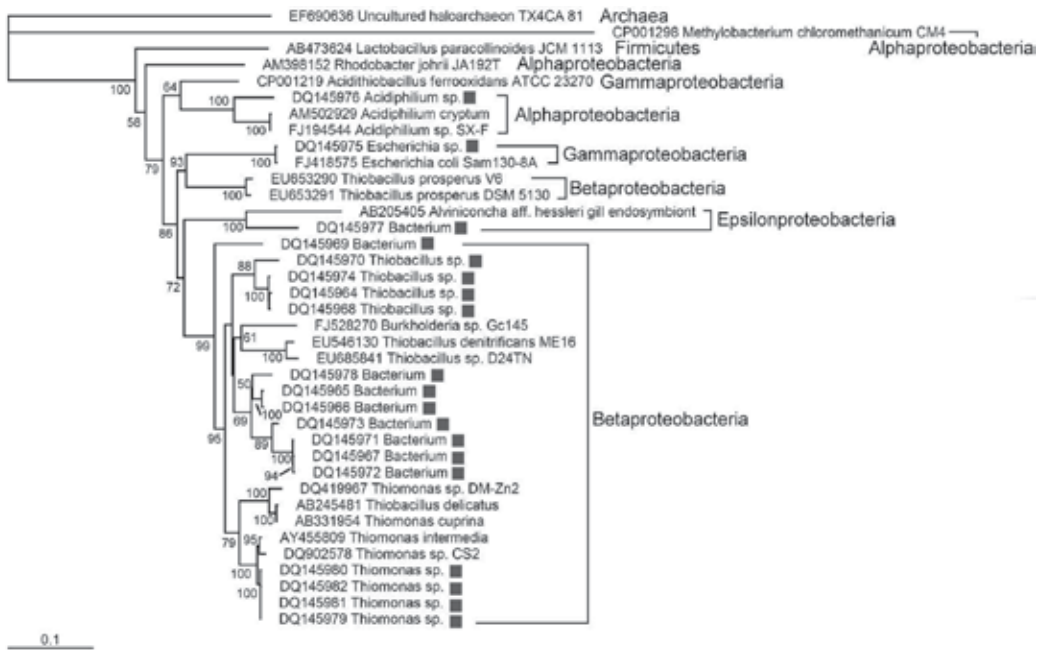 EF690636 Uncultured haloarchaeon TX4CA 81 Archaea
CP001298 Methylobacterium chloromethanicum CM4
AB473624 Lactobacillus paracollinoides JCM 1113 Firmicutes Alphaproteobacteria
AM398152 Rhodobacter johrii JA192T Alphaproteobacteria
100
CP001219 Acidithiobacillus ferrooxidans ATCC 23270 Gammaproteobacteria
64
100 DQ145976 Acidiphilium sp.
56
AM502929 Acidiphilium cryptum Alphaproteobacteria
100 FJ194544 Acidiphilium sp. SX-F
DQ145975 Escherichia sp.
79 93 100 FJ418575 Escherichia coli Sam130-8A Gammaproteobacteria
EU653290 Thiobacillus prosperus V6 Betaproteobacteria
100 EU653291 Thiobacillus prosperus DSM 5130
AB205405 Alviniconcha aff. hessleri gill endosymbiont Epsilonproteobacteria
86 100 DQ145977 Bacterium
DQ145969 Bacterium
88 DQ145970 Thiobacillus sp.
72 DQ145974 Thiobacillus sp.
100 DQ145964 Thiobacillus sp.
DQ145968 Thiobacillus sp.
FJ528270 Burkholderia sp. Gc145
99 61 EU546130 Thiobacillus denitrificans ME16
100 EU685841 Thiobacillus sp. D24TN
DQ145978 Bacterium
50 DQ145965 Bacterium
DQ145966 Bacterium
100
69 DQ145973 Bacterium Betaproteobacteria
95 89 DQ145971 Bacterium
100 DQ145967 Bacterium
94 DQ145972 Bacterium
100 DQ419967 Thiomonas sp. DM-Zn2
AB245481 Thiobacillus delicatus
100 AB331954 Thiomonas cuprina
79 95 AY455809 Thiomonas intermedia
DQ902578 Thiomonas sp. CS2
100 DQ145980 Thiomonas sp.
100 DQ145982 Thiomonas sp.
DQ145981 Thiomonas sp.
DQ145979 Thiomonas sp.
0.1